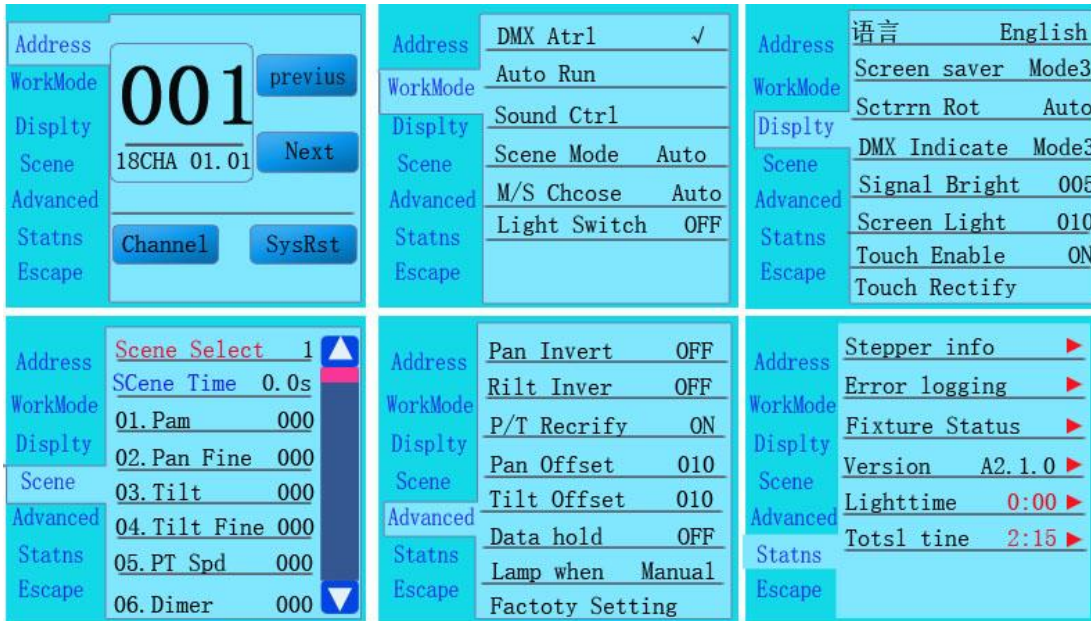 Address
WorkMode
Displty
Scene
Advanced
Statns
Escape
001
18CHA 01.01
previus
Next
Channel
SysRst
Address
WorkMode
Displty
Scene
Advanced
Statns
Escape
DMX Atrl √
Auto Run
Sound Ctrl
Scene Mode Auto
M/S Chcose Auto
Light Switch OFF
Address
WorkMode
Displty
Scene
Advanced
Statns
Escape
语言 English
Screen saver Mode3
Sctrrn Rot Auto
DMX Indicate Mode3
Signal Bright 005
Screen Light 010
Touch Enable ON
Touch Rectify
Address
WorkMode
Displty
Scene
Advanced
Statns
Escape
Scene Select 1
SCene Time 0.0s
01.Pam 000
02.Pan Fine 000
03.Tilt 000
04.Tilt Fine 000
05.PT Spd 000
06.Dimer 000
Address
WorkMode
Displty
Scene
Advanced
Statns
Escape
Pan Invert OFF
Rilt Inver OFF
P/T Recrify ON
Pan Offset 010
Tilt Offset 010
Data hold OFF
Lamp when Manual
Factoty Setting
Address
WorkMode
Displty
Scene
Advanced
Statns
Escape
Stepper info
Error logging
Fixture Status
Version A2.1.0
Lighttime 0:00
Totsl tine 2:15